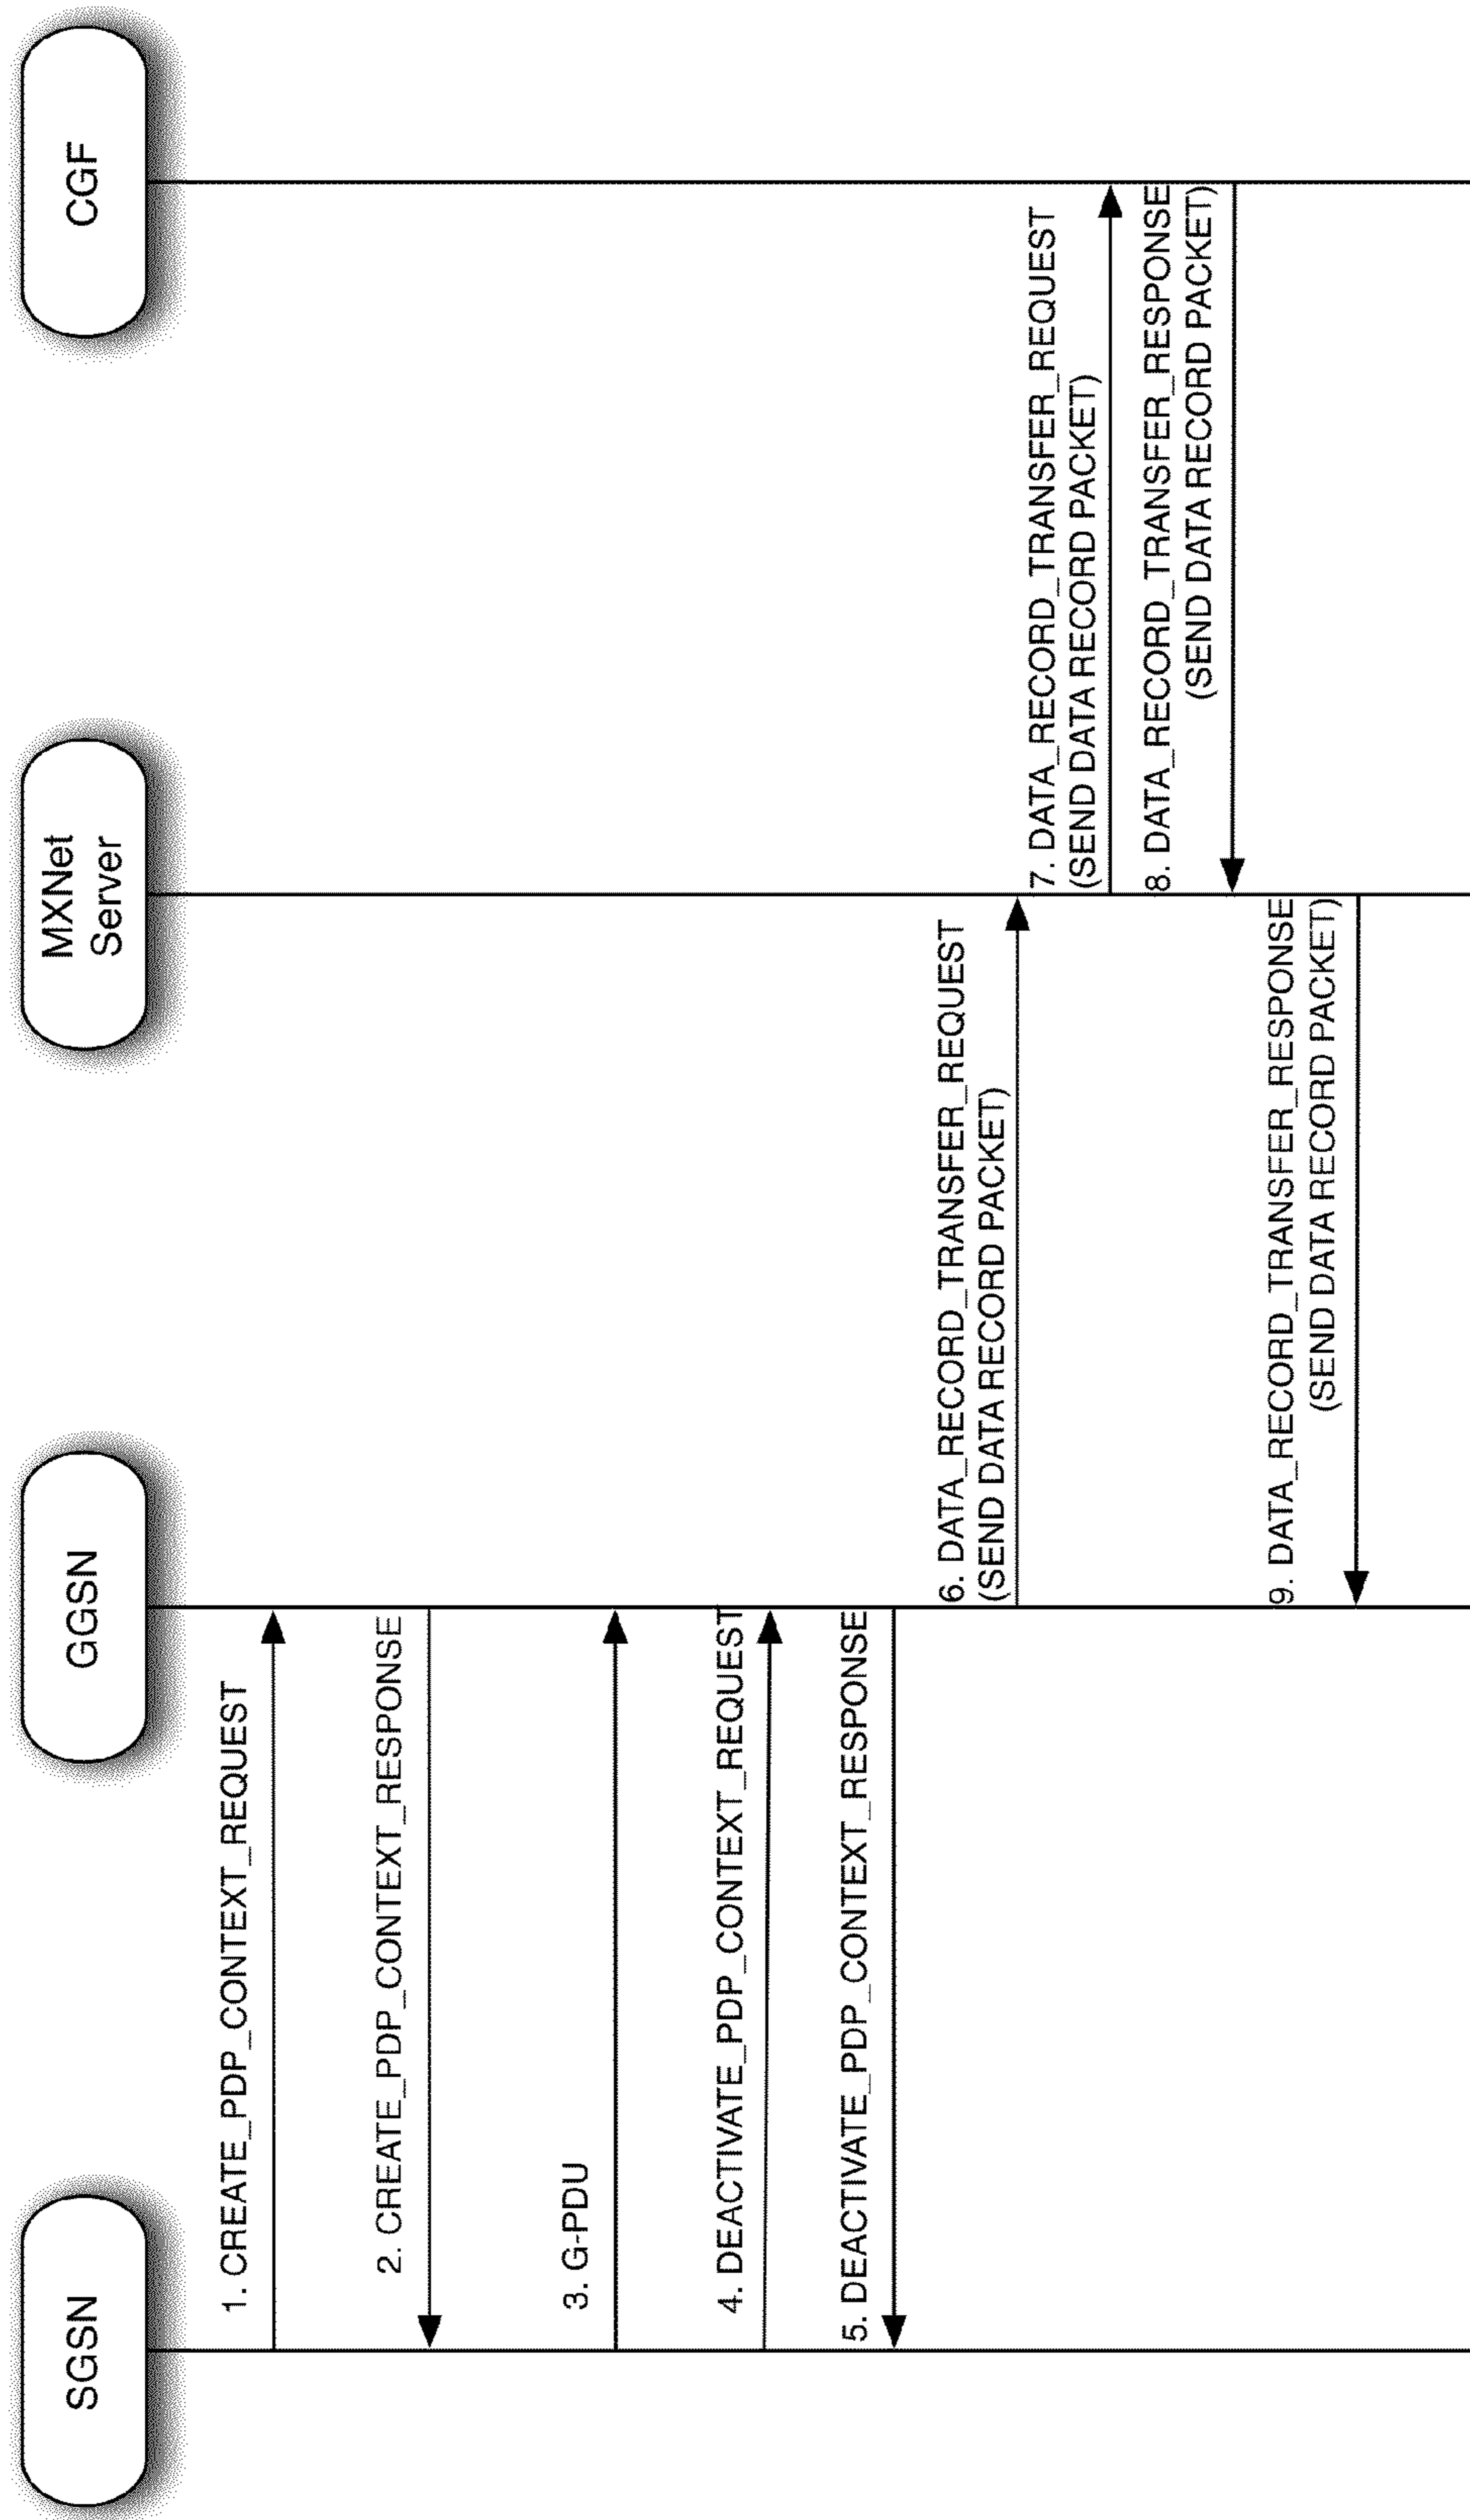 SGSN
GGSN
MXNet
Server
CGF
1. CREATE_PDP_CONTEXT_REQUEST
2. CREATE_PDP_CONTEXT_RESPONSE
3. G-PDU
4. DEACTIVATE_PDP_CONTEXT_REQUEST
5. DEACTIVATE_PDP_CONTEXT_RESPONSE
6. DATA_RECORD_TRANSFER_REQUEST
(SEND DATA RECORD PACKET)
7. DATA_RECORD_TRANSFER_REQUEST
(SEND DATA RECORD PACKET)
8. DATA_RECORD_TRANSFER_RESPONSE
(SEND DATA RECORD PACKET)
9. DATA_RECORD_TRANSFER_RESPONSE
(SEND DATA RECORD PACKET)